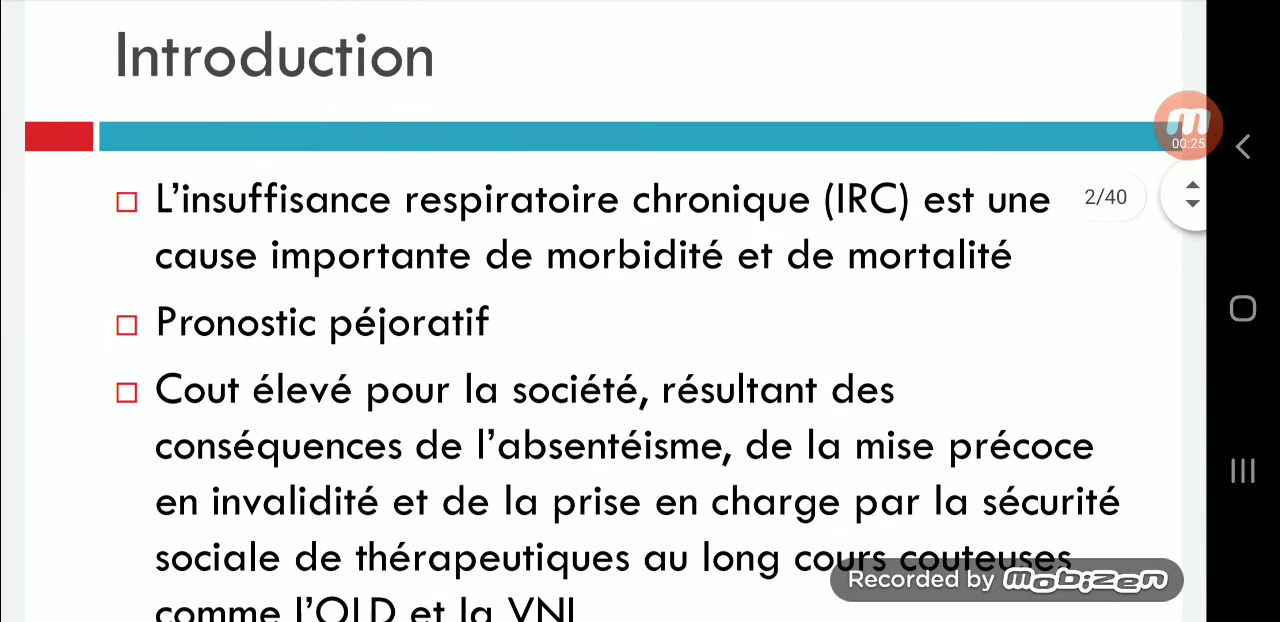 Introduction
00:25
2/40
L’insuffisance respiratoire chronique (IRC) est une
cause importante de morbidité et de mortalité
Pronostic péjoratif
Cout élevé pour la société, résultant des
conséquences de l’absentéisme, de la mise précoce
en invalidité et de la prise en charge par la sécurité
sociale de thérapeutiques au long cours couteuses
Recorded by mobizen
comme l’OLD et la VNI